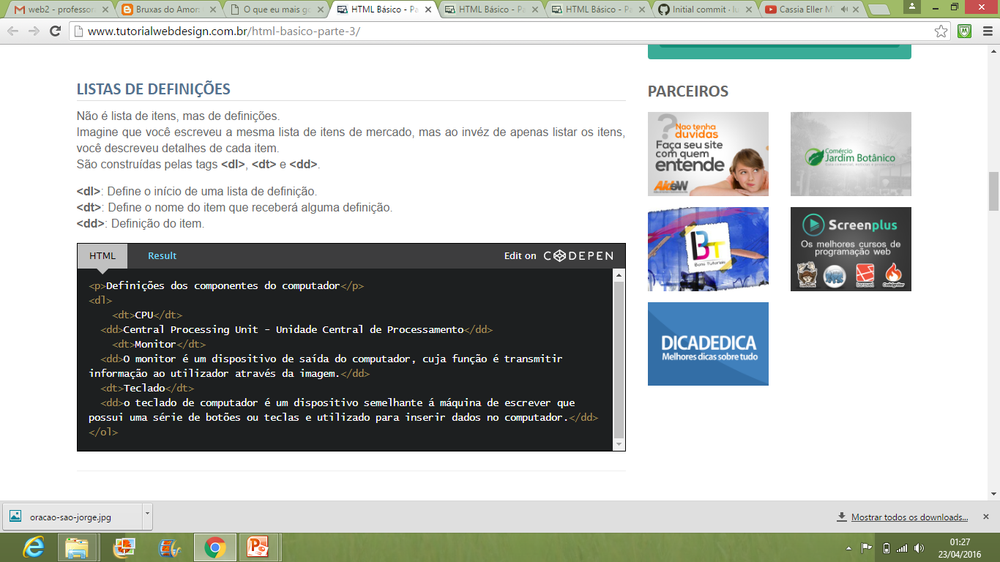 web2 - professor
Bruxas do Amor:
O que eu mais go
HTML Básico - Pa
HTML Básico - Pa
HTML Básico - Pa
Initial commit · lu
Cassia Eller M
www.tutorialwebdesign.com.br/html-basico-parte-3/
LISTAS DE DEFINIÇÕES
Não é lista de itens, mas de definições.
Imagine que você escreveu a mesma lista de itens de mercado, mas ao invéz de apenas listar os itens,
você descreveu detalhes de cada item.
São construídas pelas tags <dl>, <dt> e <dd>.
<dl>: Define o início de uma lista de definição.
<dt>: Define o nome do item que receberá alguma definição.
<dd>: Definição do item.
HTML
Result
Edit on CODEPEN
<p>Definições dos componentes do computador</p>
<dl>
<dt>CPU</dt>
<dd>Central Processing Unit - Unidade Central de Processamento</dd>
<dt>Monitor</dt>
<dd>O monitor é um dispositivo de saída do computador, cuja função é transmitir
informação ao utilizador através da imagem.</dd>
<dt>Teclado</dt>
<dd>o teclado de computador é um dispositivo semelhante á máquina de escrever que
possui uma série de botões ou teclas e utilizado para inserir dados no computador.</dd>
</ol>
PARCEIROS
?
Nao tenha
duvidas
Faça seu site
com quem
entende
Comércio
Jardim Botânico
BT
Bons Tutoriais
Screenplus
Os melhores cursos de
programação web
DICADEDICA
Melhores dicas sobre tudo
oracao-sao-jorge.jpg
Mostrar todos os downloads...
01:27
23/04/2016